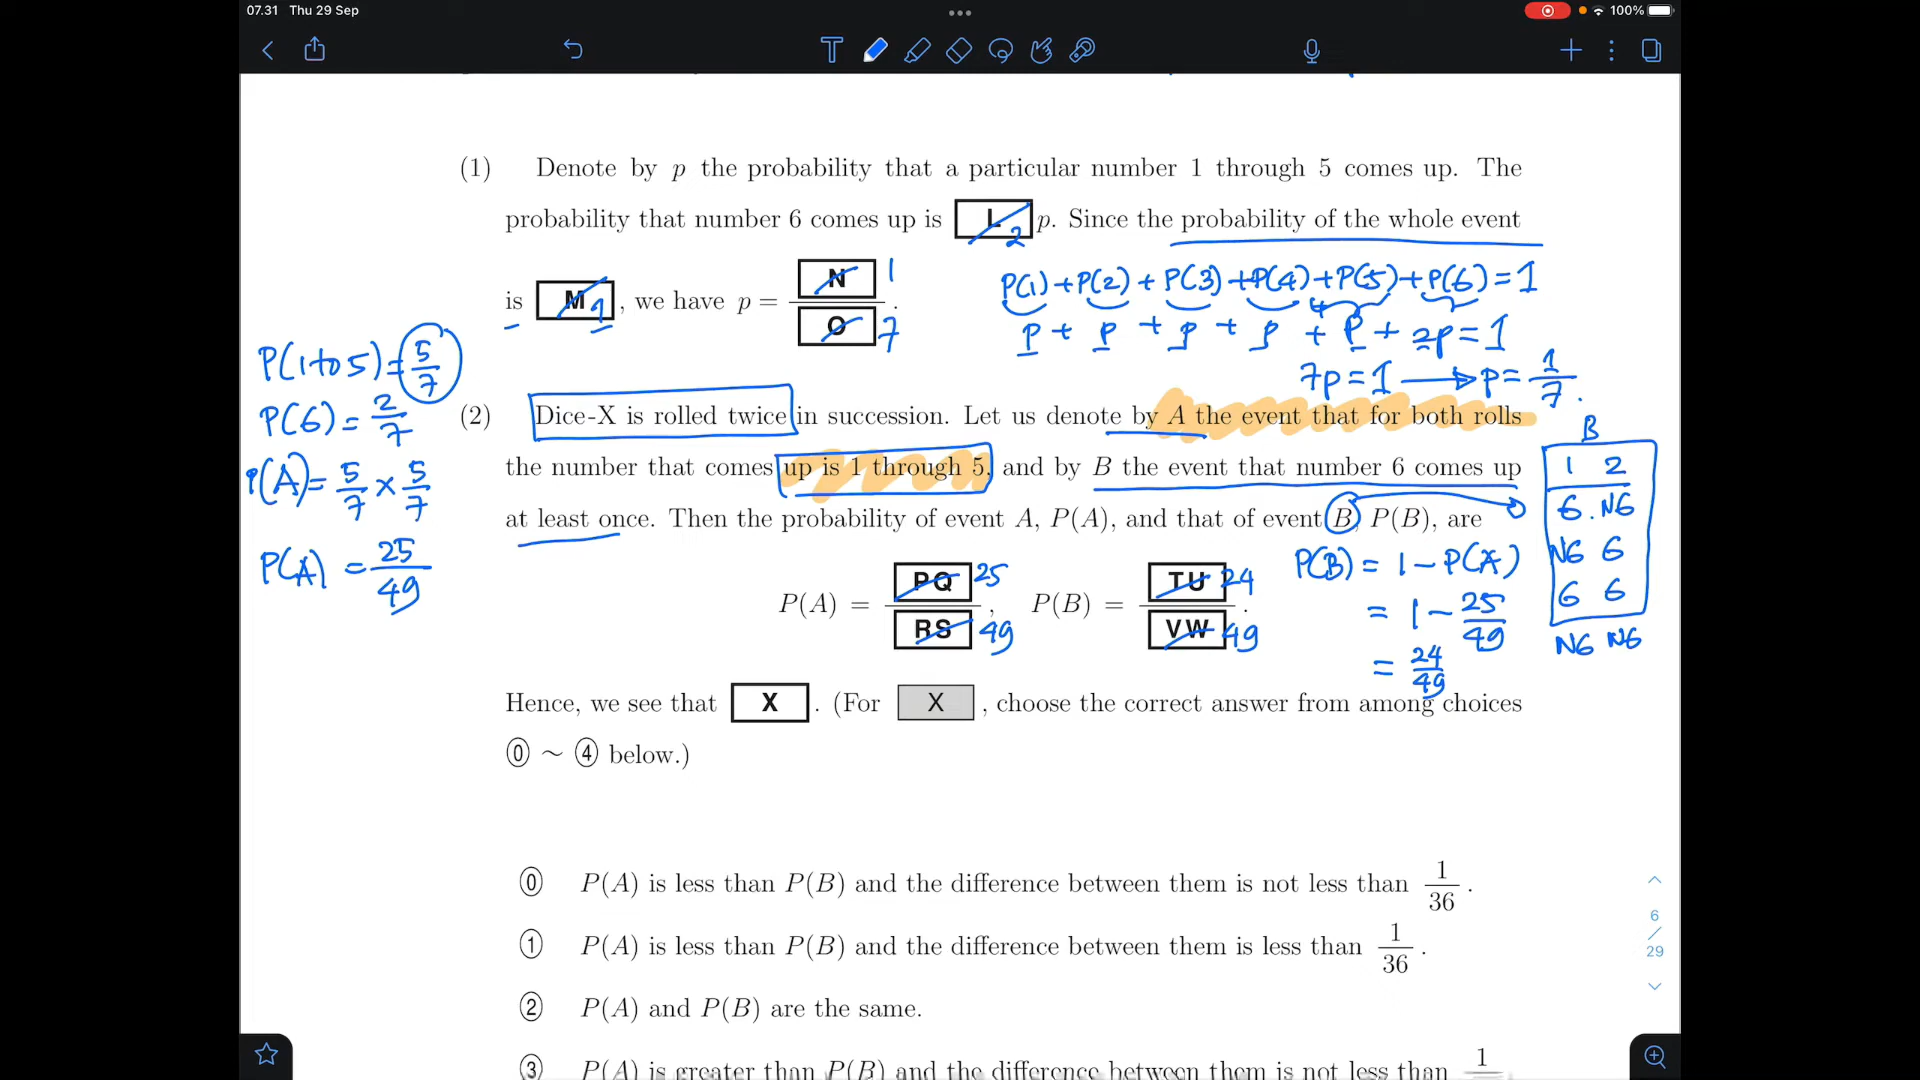 07.31 Thu 29 Sep
100%
(1) Denote by p the probability that a particular number 1 through 5 comes up. The
probability that number 6 comes up is L 2 p. Since the probability of the whole event
is M 1 , we have p = N 1 / O 7 .
P(1)+P(2)+P(3)+P(4)+P(5)+P(6)=1
p + p + p + p + p + 2p = 1
7p=1 → p= 1/7 .
P(1 to 5) = 5/7
P(6) = 2/7
P(A) = 5/7 × 5/7
P(A) = 25/49
(2) Dice-X is rolled twice in succession. Let us denote by A the event that for both rolls
the number that comes up is 1 through 5, and by B the event that number 6 comes up
at least once. Then the probability of event A, P(A), and that of event B, P(B), are
B
1 2
6 . N6
N6 6
6 6
N6 N6
P(A) = PQ 25 / RS 49 , P(B) = TU 24 / VW 49 .
P(B) = 1 − P(A)
= 1 − 25/49
= 24/49
Hence, we see that X . (For X , choose the correct answer from among choices
⓪ ~ ④ below.)
⓪ P(A) is less than P(B) and the difference between them is not less than 1/36 .
① P(A) is less than P(B) and the difference between them is less than 1/36 .
② P(A) and P(B) are the same.
③ P(A) is greater than P(B) and the difference between them is not less than 1
6
/
29